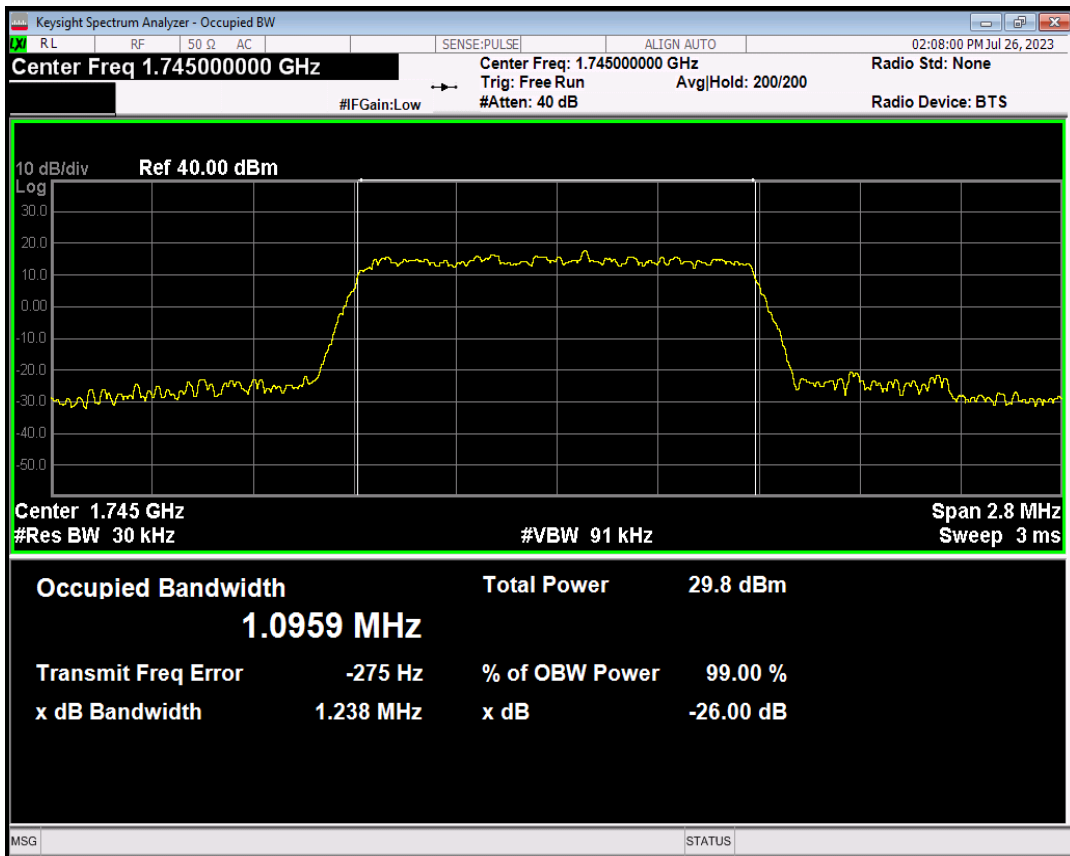 Keysight Spectrum Analyzer - Occupied BW
LXI RL RF 50 Ω AC SENSE:PULSE ALIGN AUTO 02:08:00 PM Jul 26, 2023
Center Freq 1.745000000 GHz Center Freq: 1.745000000 GHz Radio Std: None
Trig: Free Run Avg|Hold: 200/200
#IFGain:Low #Atten: 40 dB Radio Device: BTS
10 dB/div Ref 40.00 dBm
Log
30.0
20.0
10.0
0.00
-10.0
-20.0
-30.0
-40.0
-50.0
Center 1.745 GHz Span 2.8 MHz
#Res BW 30 kHz #VBW 91 kHz Sweep 3 ms
Occupied Bandwidth Total Power 29.8 dBm
1.0959 MHz
Transmit Freq Error -275 Hz % of OBW Power 99.00 %
x dB Bandwidth 1.238 MHz x dB -26.00 dB
MSG STATUS